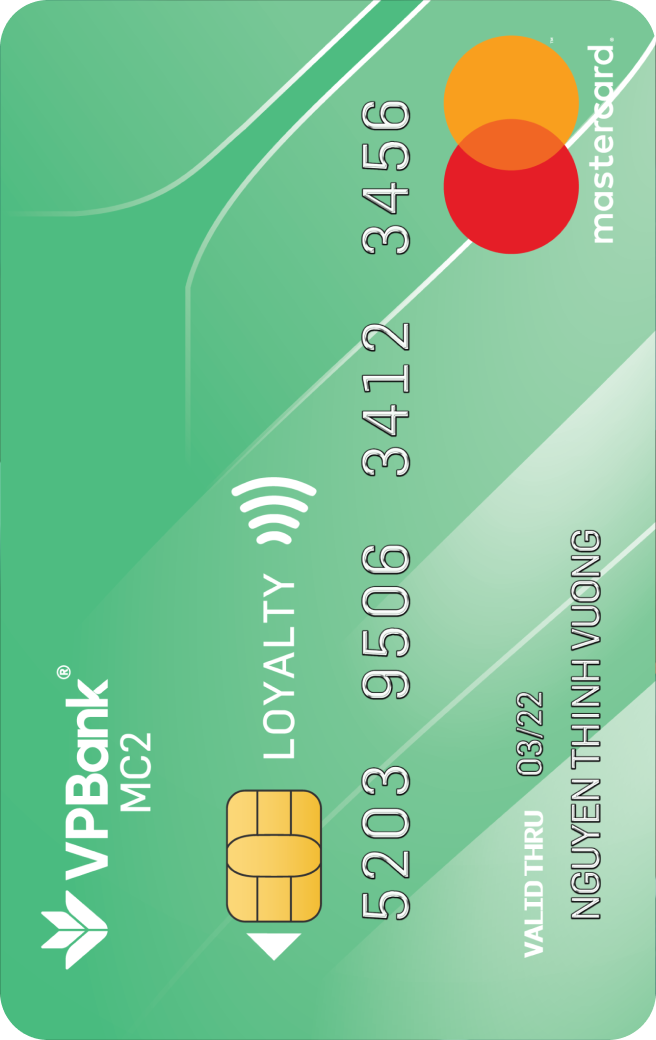 VPBank®
MC2
LOYALTY
5203 9506 3412 3456
VALID THRU 03/22
NGUYEN THINH VUONG
mastercard.